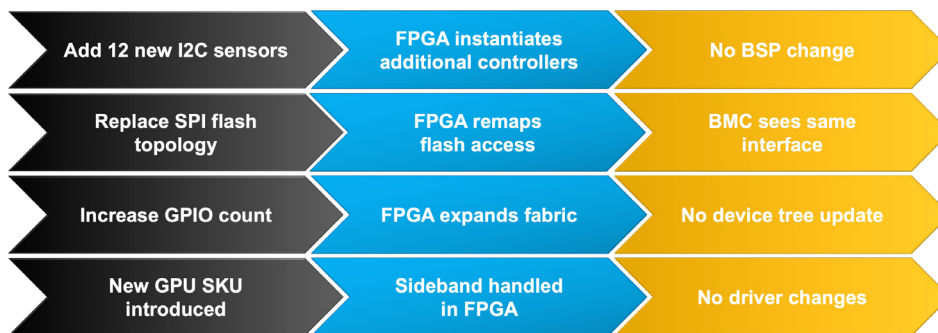 Add 12 new I2C sensors
FPGA instantiates
additional controllers
No BSP change
Replace SPI flash
topology
FPGA remaps
flash access
BMC sees same
interface
Increase GPIO count
FPGA expands fabric
No device tree update
New GPU SKU
introduced
Sideband handled
in FPGA
No driver changes